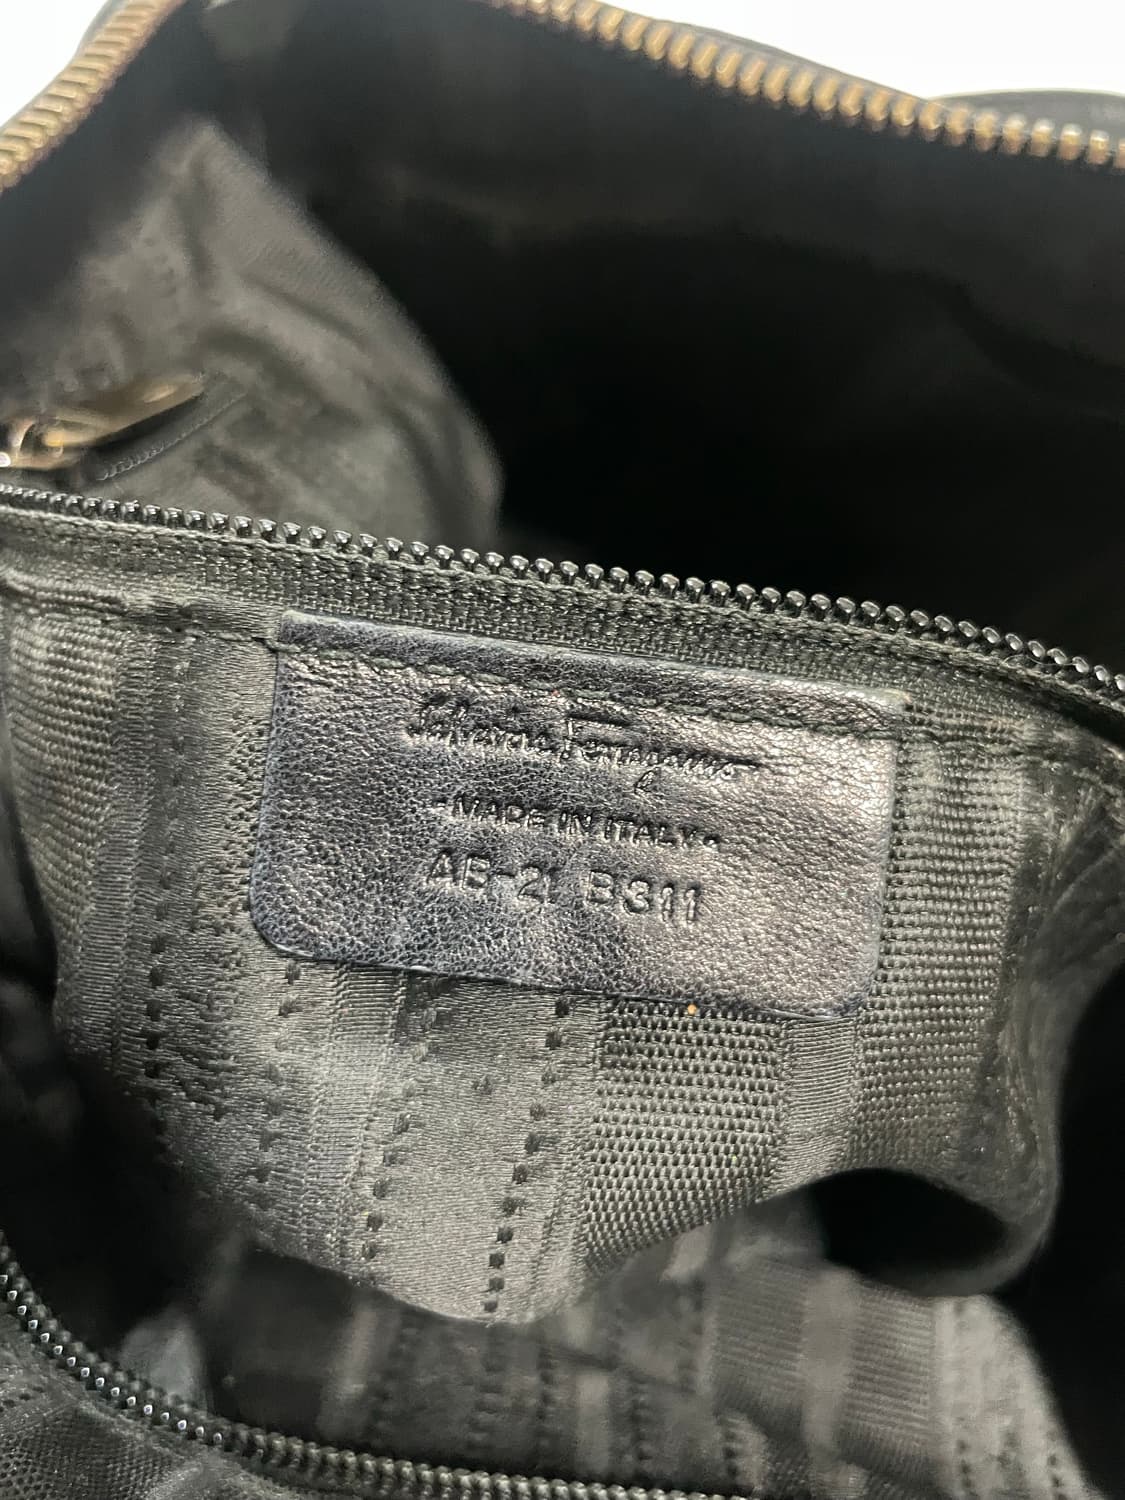 Salvatore Ferragamo
-MADE IN ITALY-
AB-21 B311